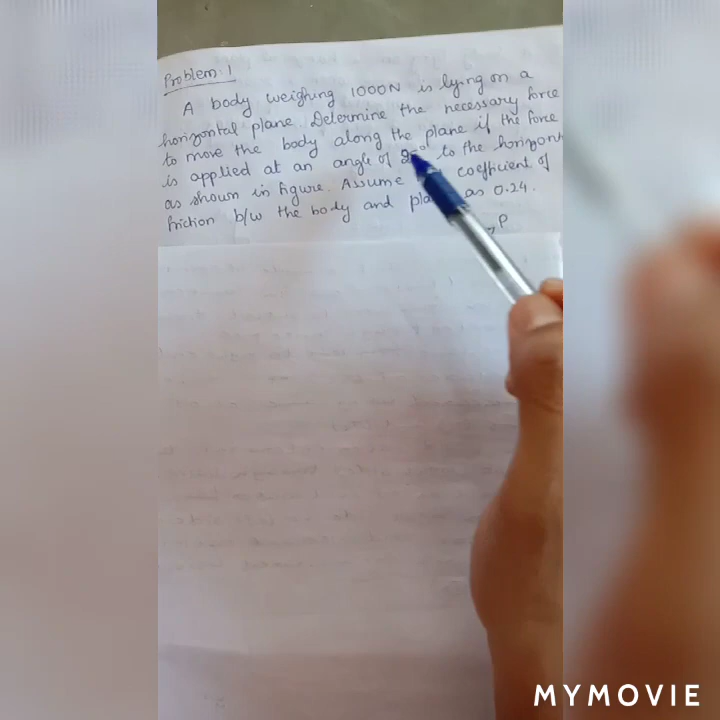 Problem: 1
A body weighing 1000N is lying on a
horizontal plane. Determine the necessary force
to move the body along the plane if the force
is applied at an angle of to the horizont
as shown in figure. Assume coefficient of
friction b/w the body and as 0.24.
P
MYMOVIE